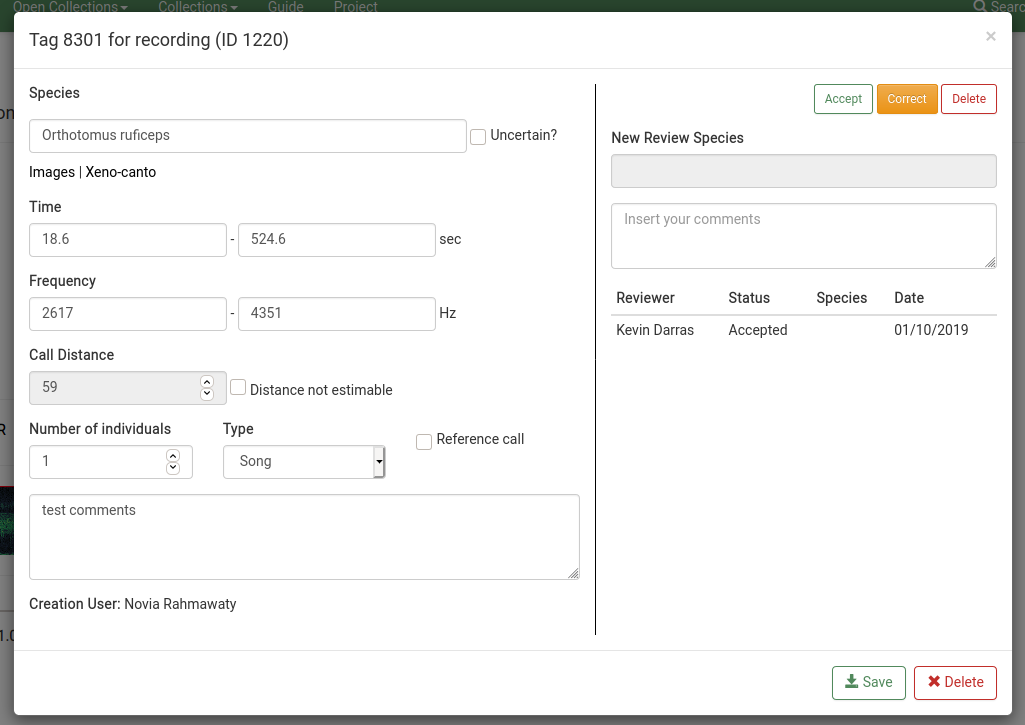 Open Collections Collections Guide Project
Tag 8301 for recording (ID 1220) ×
Species
Orthotomus ruficeps
Uncertain?
Images | Xeno-canto
Time
18.6 - 524.6 sec
Frequency
2617 - 4351 Hz
Call Distance
59
Distance not estimable
Number of individuals Type
Reference call
1 Song
test comments
Creation User: Novia Rahmawaty
Accept Correct Delete
New Review Species
Insert your comments
Reviewer Status Species Date
Kevin Darras Accepted 01/10/2019
Save Delete